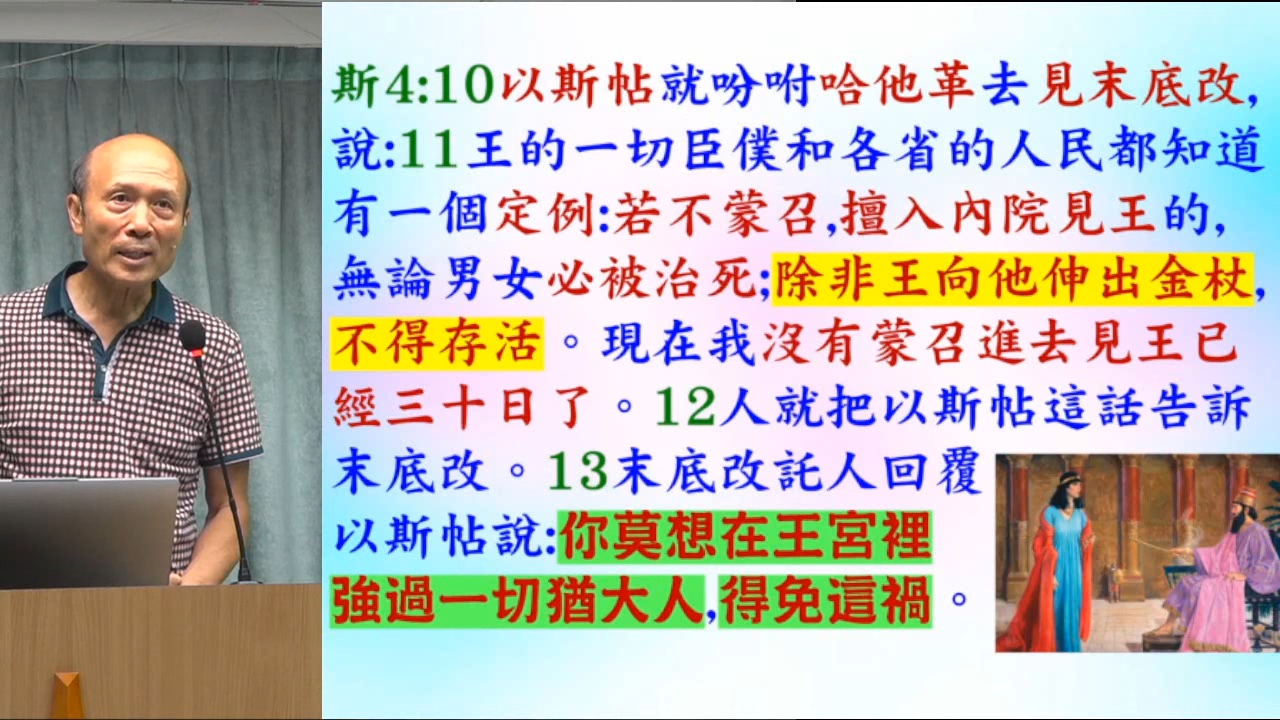 斯4:10以斯帖就吩咐哈他革去見末底改,
說:11王的一切臣僕和各省的人民都知道
有一個定例:若不蒙召,擅入內院見王的,
無論男女必被治死;除非王向他伸出金杖,
不得存活。現在我沒有蒙召進去見王已
經三十日了。12人就把以斯帖這話告訴
末底改。13末底改託人回覆
以斯帖說:你莫想在王宮裡
強過一切猶大人,得免這禍。